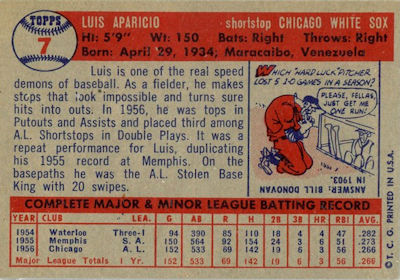 TOPPS
7
LUIS APARICIO shortstop CHICAGO WHITE SOX
Ht: 5'9" Wt: 150 Bats: Right Throws: Right
Born: April 29, 1934; Maracaibo, Venezuela
Luis is one of the real speed
demons of baseball. As a fielder, he makes
stops that look impossible and turns sure
hits into outs. In 1956, he was tops in
Putouts and Assists and placed third among
A.L. Shortstops in Double Plays. It was a
repeat performance for Luis, duplicating
his 1955 record at Memphis. On the
basepaths he was the A.L. Stolen Base
King with 20 swipes.
WHICH "HARD LUCK" PITCHER
LOST 5 1-0 GAMES IN A SEASON?
PLEASE, FELLAS,
JUST GET ME
ONE RUN!
ANSWER: BILL DONOVAN
IN 1903.
COMPLETE MAJOR & MINOR LEAGUE BATTING RECORD
YEAR CLUB LEA. G AB R H 2B 3B HR RBI AVG.
1954 Waterloo Three-I 94 390 85 110 18 4 4 47 .282
1955 Memphis S. A. 150 564 92 154 24 3 6 51 .273
1956 Chicago A. L. 152 533 69 142 19 6 3 56 .266
Major League Totals 1 Year 152 533 69 142 19 6 3 56 .266
© T. C. G. PRINTED IN U.S.A.